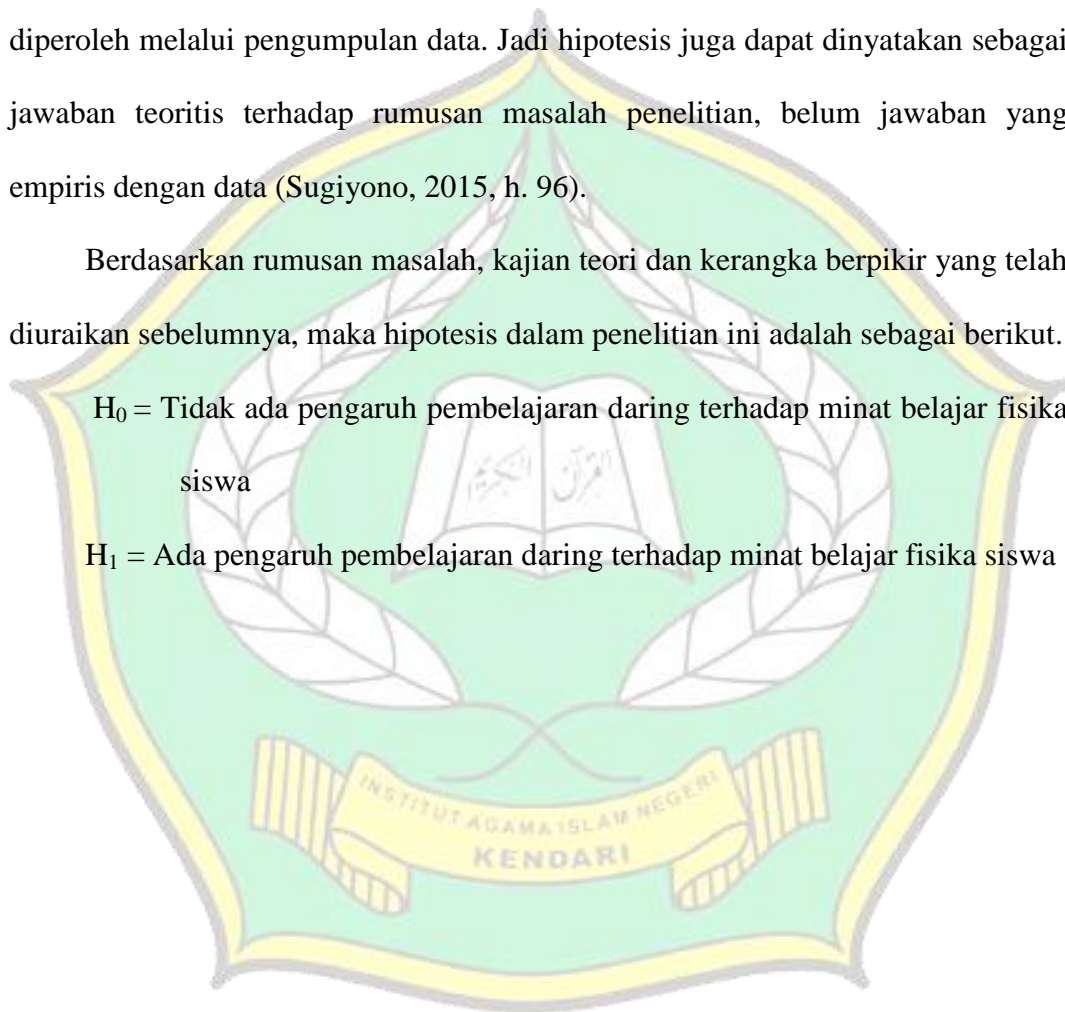 diperoleh melalui pengumpulan data. Jadi hipotesis juga dapat dinyatakan sebagai
jawaban teoritis terhadap rumusan masalah penelitian, belum jawaban yang
empiris dengan data (Sugiyono, 2015, h. 96).
Berdasarkan rumusan masalah, kajian teori dan kerangka berpikir yang telah
diuraikan sebelumnya, maka hipotesis dalam penelitian ini adalah sebagai berikut.
H₀ = Tidak ada pengaruh pembelajaran daring terhadap minat belajar fisika
siswa
القرآن الكريم
H₁ = Ada pengaruh pembelajaran daring terhadap minat belajar fisika siswa
INSTITUT AGAMA ISLAM NEGERI
KENDARI